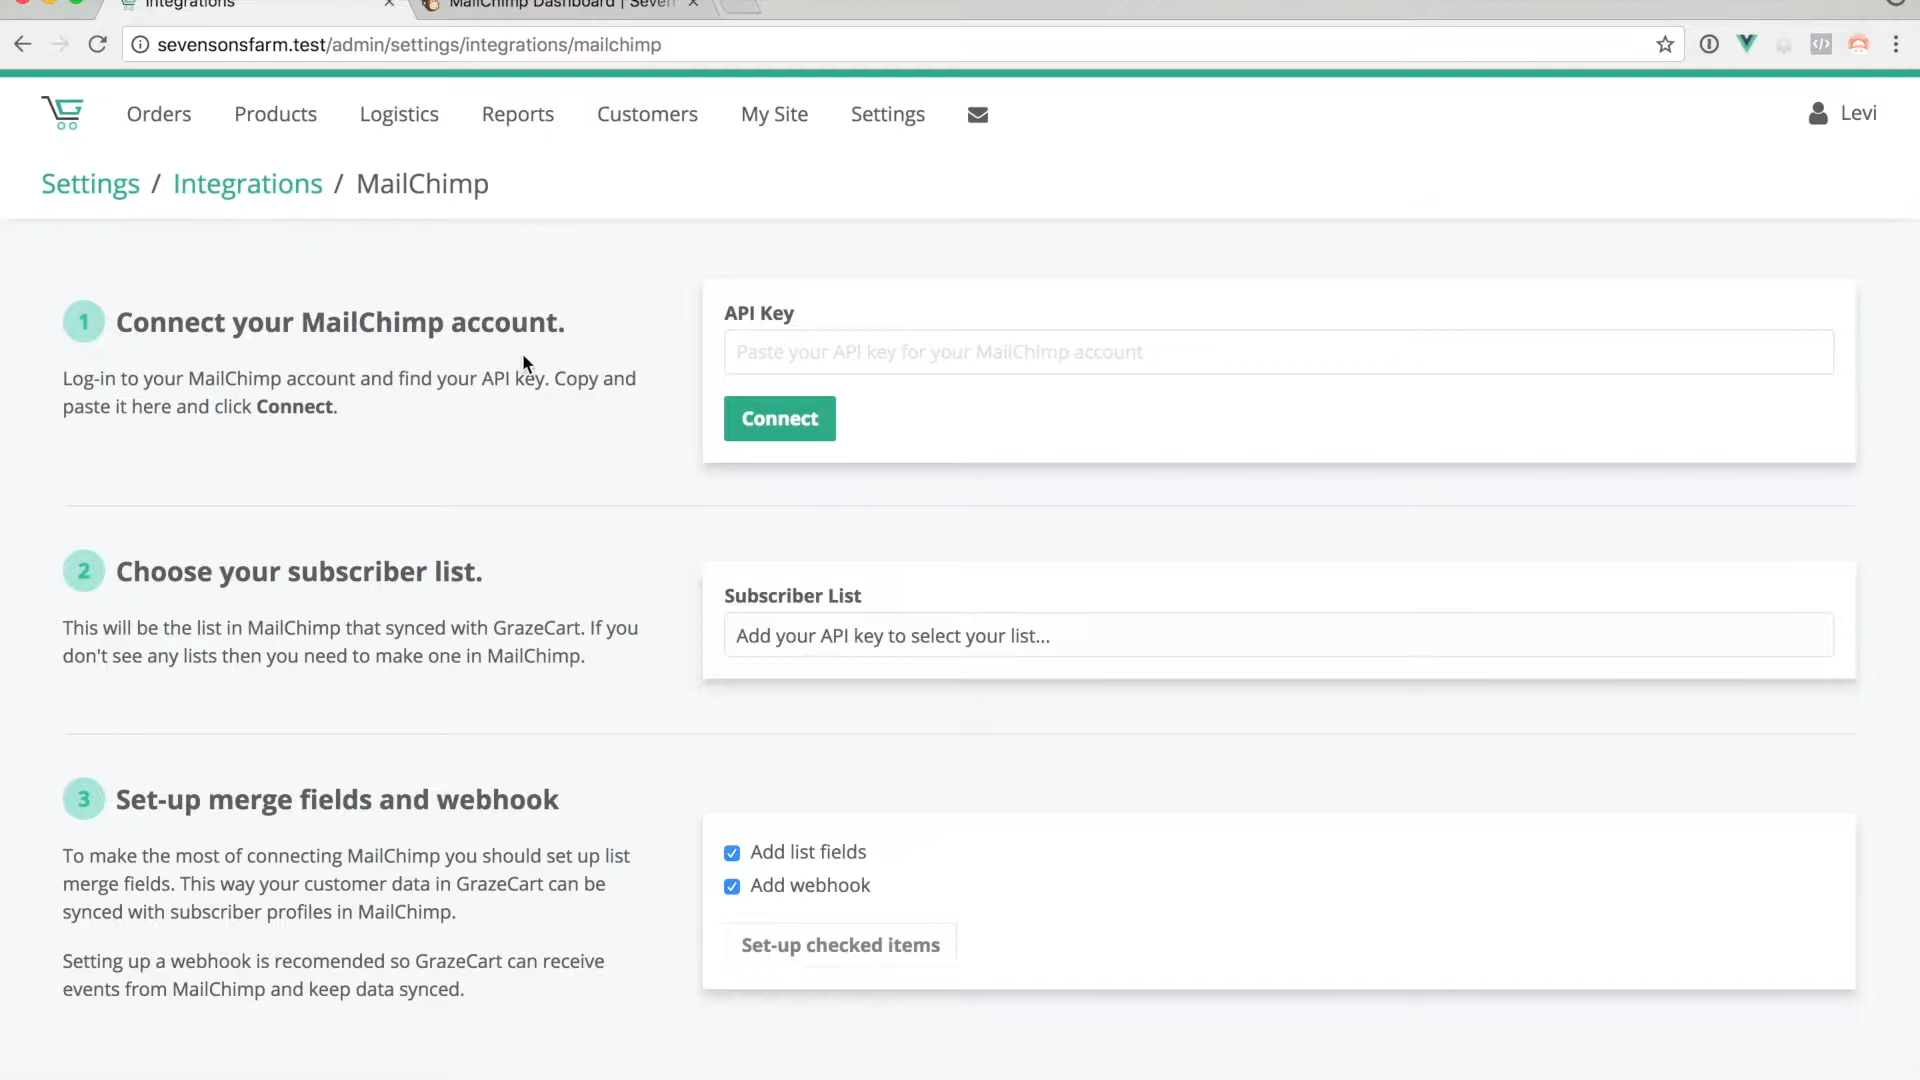 Integrations
MailChimp Dashboard | Seven
sevensonsfarm.test/admin/settings/integrations/mailchimp
Orders Products Logistics Reports Customers My Site Settings Levi
Settings / Integrations / MailChimp
1 Connect your MailChimp account.
Log-in to your MailChimp account and find your API key. Copy and
paste it here and click Connect.
API Key
Paste your API key for your MailChimp account
Connect
2 Choose your subscriber list.
This will be the list in MailChimp that synced with GrazeCart. If you
don't see any lists then you need to make one in MailChimp.
Subscriber List
Add your API key to select your list...
3 Set-up merge fields and webhook
To make the most of connecting MailChimp you should set up list
merge fields. This way your customer data in GrazeCart can be
synced with subscriber profiles in MailChimp.
Setting up a webhook is recomended so GrazeCart can receive
events from MailChimp and keep data synced.
Add list fields
Add webhook
Set-up checked items